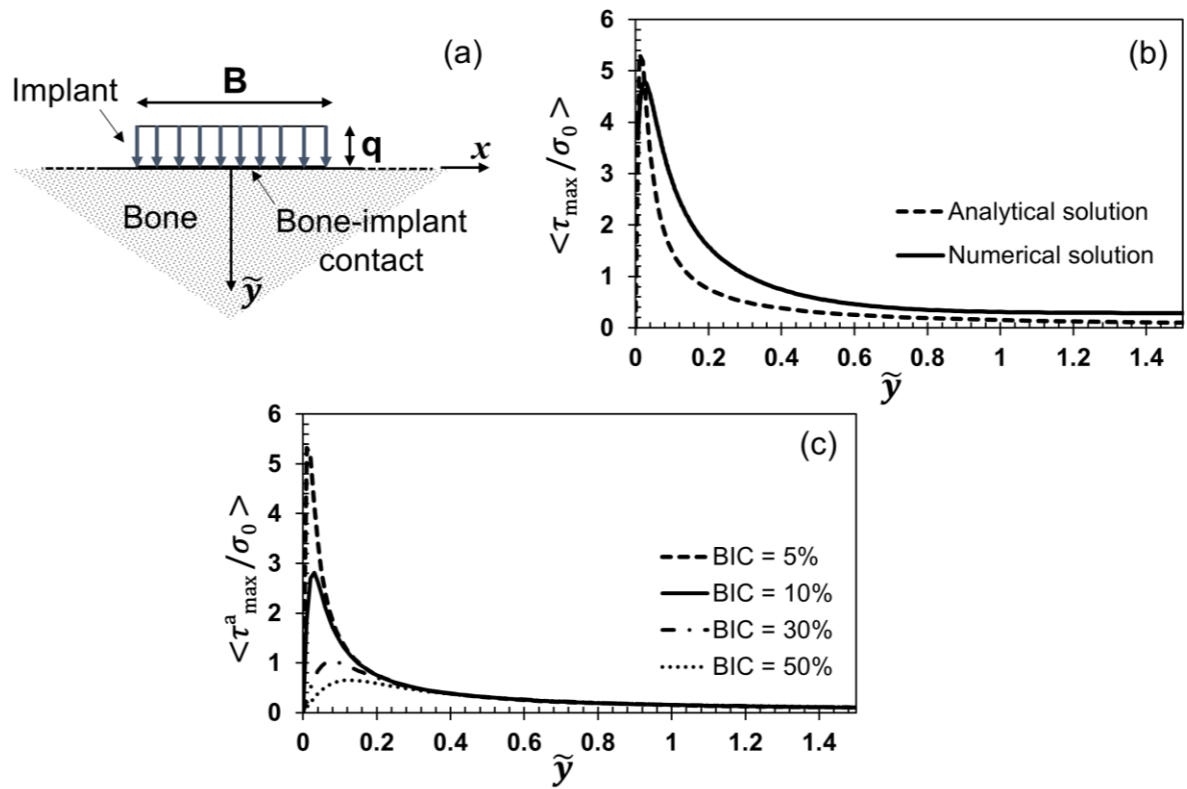 (a)
B
Implant
q
x
Bone
Bone-implant
contact
ỹ
(b)
<τmax/σ0>
6
5
4
3
2
1
0
0 0.2 0.4 0.6 0.8 1 1.2 1.4
ỹ
Analytical solution
Numerical solution
(c)
<τᵃmax/σ0>
6
5
4
3
2
1
0
0 0.2 0.4 0.6 0.8 1 1.2 1.4
ỹ
BIC = 5%
BIC = 10%
BIC = 30%
BIC = 50%